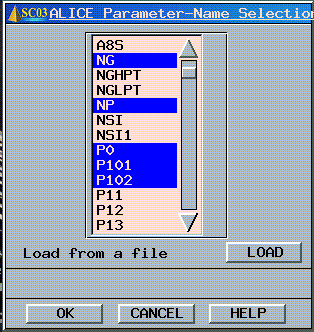 SC03 ALICE Parameter-Name Selection
A8S
NG
NGHPT
NGLPT
NP
NSI
NSI1
P0
P101
P102
P11
P12
P13
Load from a file
LOAD
OK
CANCEL
HELP